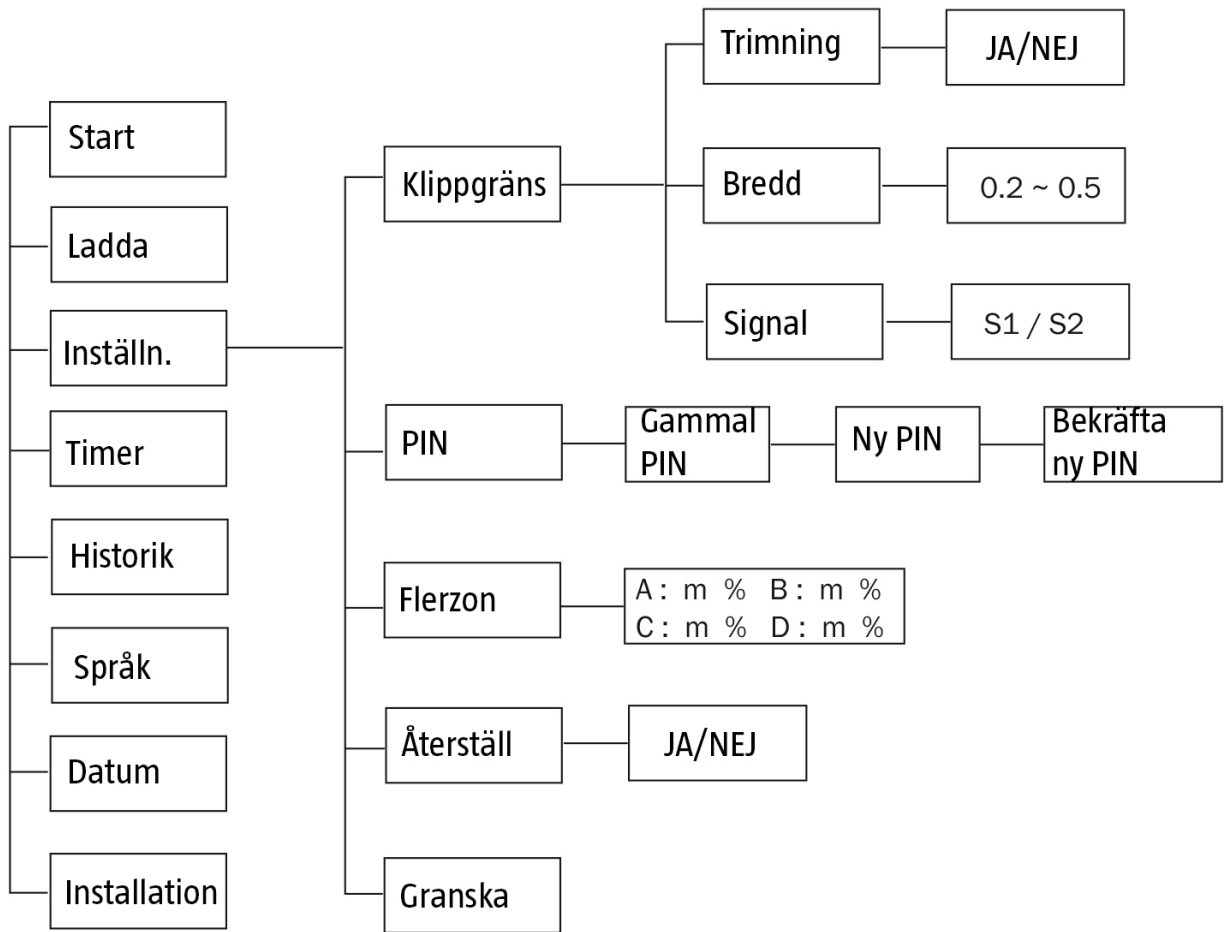 Start
Ladda
Inställn.
Timer
Historik
Språk
Datum
Installation
Klippgräns
Trimning
JA/NEJ
Bredd
0.2 ~ 0.5
Signal
S1 / S2
PIN
Gammal
PIN
Ny PIN
Bekräfta
ny PIN
Flerzon
A : m % B : m %
C : m % D : m %
Återställ
JA/NEJ
Granska